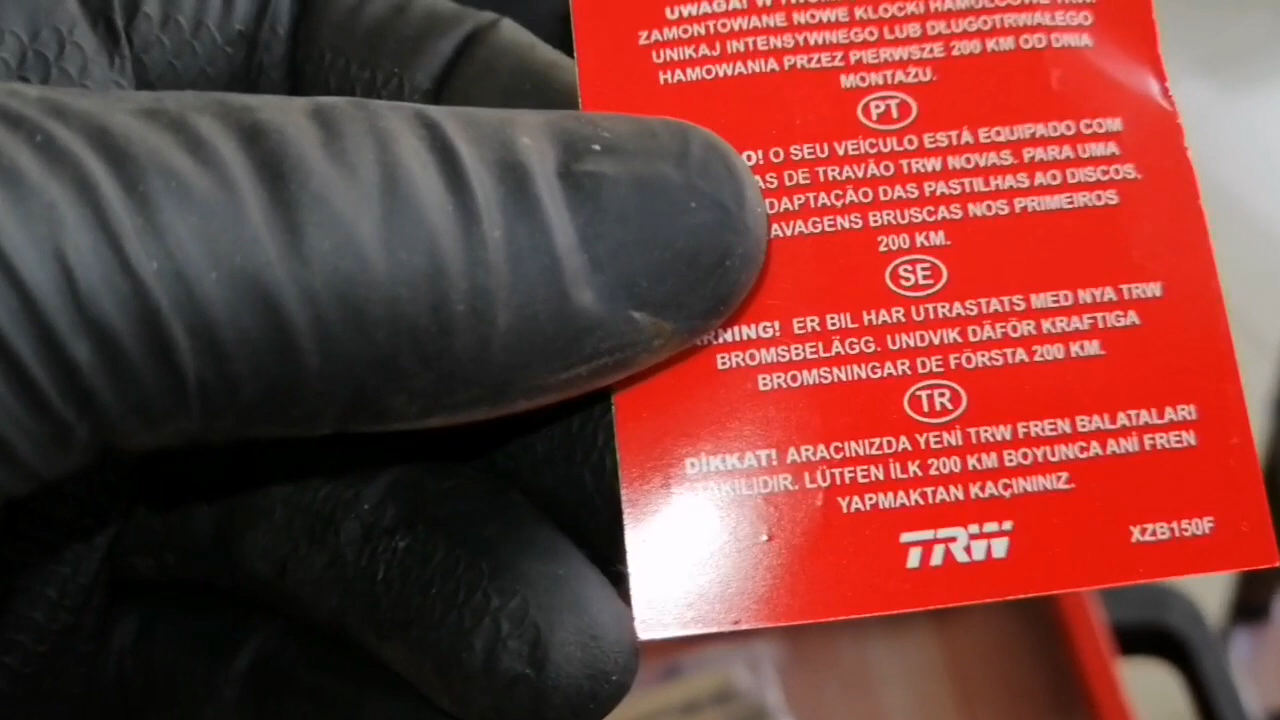 UWAGA! W
ZAMONTOWANE NOWE KLOCKI HAMULCOWE TRW.
UNIKAJ INTENSYWNEGO LUB DŁUGOTRWAŁEGO
HAMOWANIA PRZEZ PIERWSZE 200 KM OD DNIA
MONTAŻU.
PT
O! O SEU VEÍCULO ESTÁ EQUIPADO COM
AS DE TRAVÃO TRW NOVAS. PARA UMA
DAPTAÇÃO DAS PASTILHAS AO DISCOS,
AVAGENS BRUSCAS NOS PRIMEIROS
200 KM.
SE
RNING! ER BIL HAR UTRASTATS MED NYA TRW
BROMSBELÄGG. UNDVIK DÄFÖR KRAFTIGA
BROMSNINGAR DE FÖRSTA 200 KM.
TR
DİKKAT! ARACINIZDA YENİ TRW FREN BALATALARI
TAKILIDIR. LÜTFEN İLK 200 KM BOYUNCA ANİ FREN
YAPMAKTAN KAÇININIZ.
TRW
XZB150F